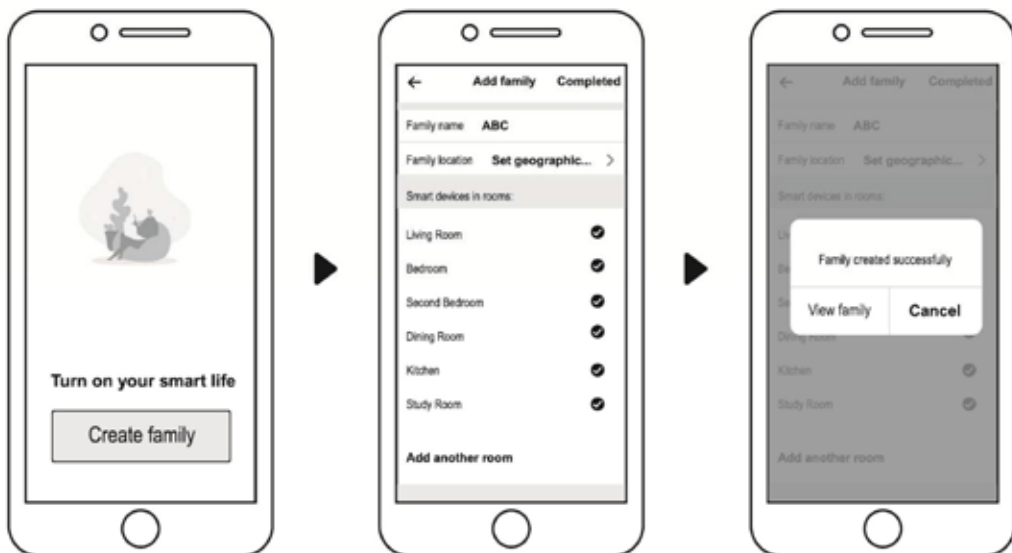 Turn on your smart life
Create family
Add family Completed
Family name ABC
Family location Set geographic...
Smart devices in rooms:
Living Room
Bedroom
Second Bedroom
Dining Room
Kitchen
Study Room
Add another room
Add family Completed
Family name ABC
Family location Set geographic...
Smart devices in rooms:
Family created successfully
View family Cancel
Dining Room
Kitchen
Study Room
Add another room